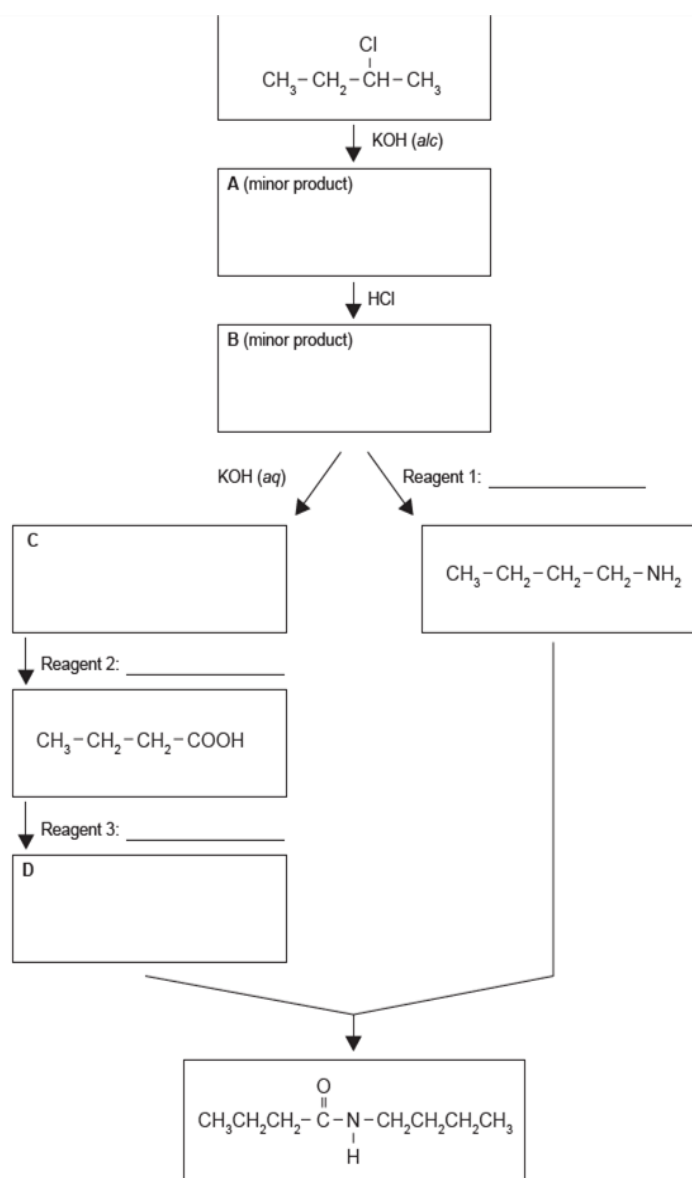 Cl
CH₃–CH₂–CH–CH₃
KOH (alc)
A (minor product)
HCl
B (minor product)
KOH (aq)
Reagent 1:
C
CH₃–CH₂–CH₂–CH₂–NH₂
Reagent 2:
CH₃–CH₂–CH₂–COOH
Reagent 3:
D
O
CH₃CH₂CH₂–C–N–CH₂CH₂CH₂CH₃
H